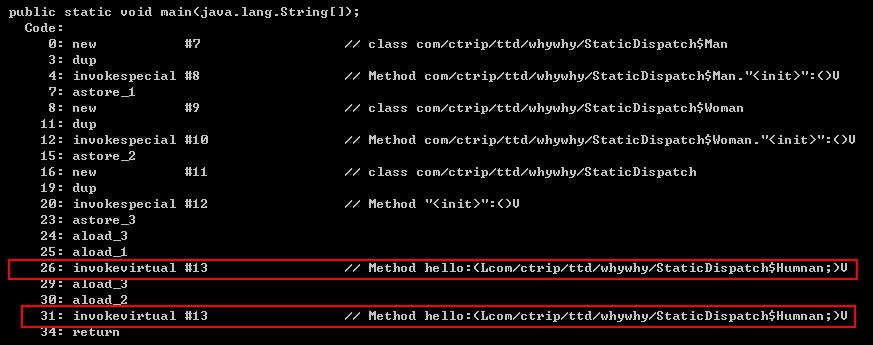 public static void main(java.lang.String[]);
Code:
0: new #7 // class com/ctrip/ttd/whywhy/StaticDispatch$Man
3: dup
4: invokespecial #8 // Method com/ctrip/ttd/whywhy/StaticDispatch$Man."<init>":()V
7: astore_1
8: new #9 // class com/ctrip/ttd/whywhy/StaticDispatch$Woman
11: dup
12: invokespecial #10 // Method com/ctrip/ttd/whywhy/StaticDispatch$Woman."<init>":()V
15: astore_2
16: new #11 // class com/ctrip/ttd/whywhy/StaticDispatch
19: dup
20: invokespecial #12 // Method "<init>":()V
23: astore_3
24: aload_3
25: aload_1
26: invokevirtual #13 // Method hello:(Lcom/ctrip/ttd/whywhy/StaticDispatch$Humnan;)V
29: aload_3
30: aload_2
31: invokevirtual #13 // Method hello:(Lcom/ctrip/ttd/whywhy/StaticDispatch$Humnan;)V
34: return